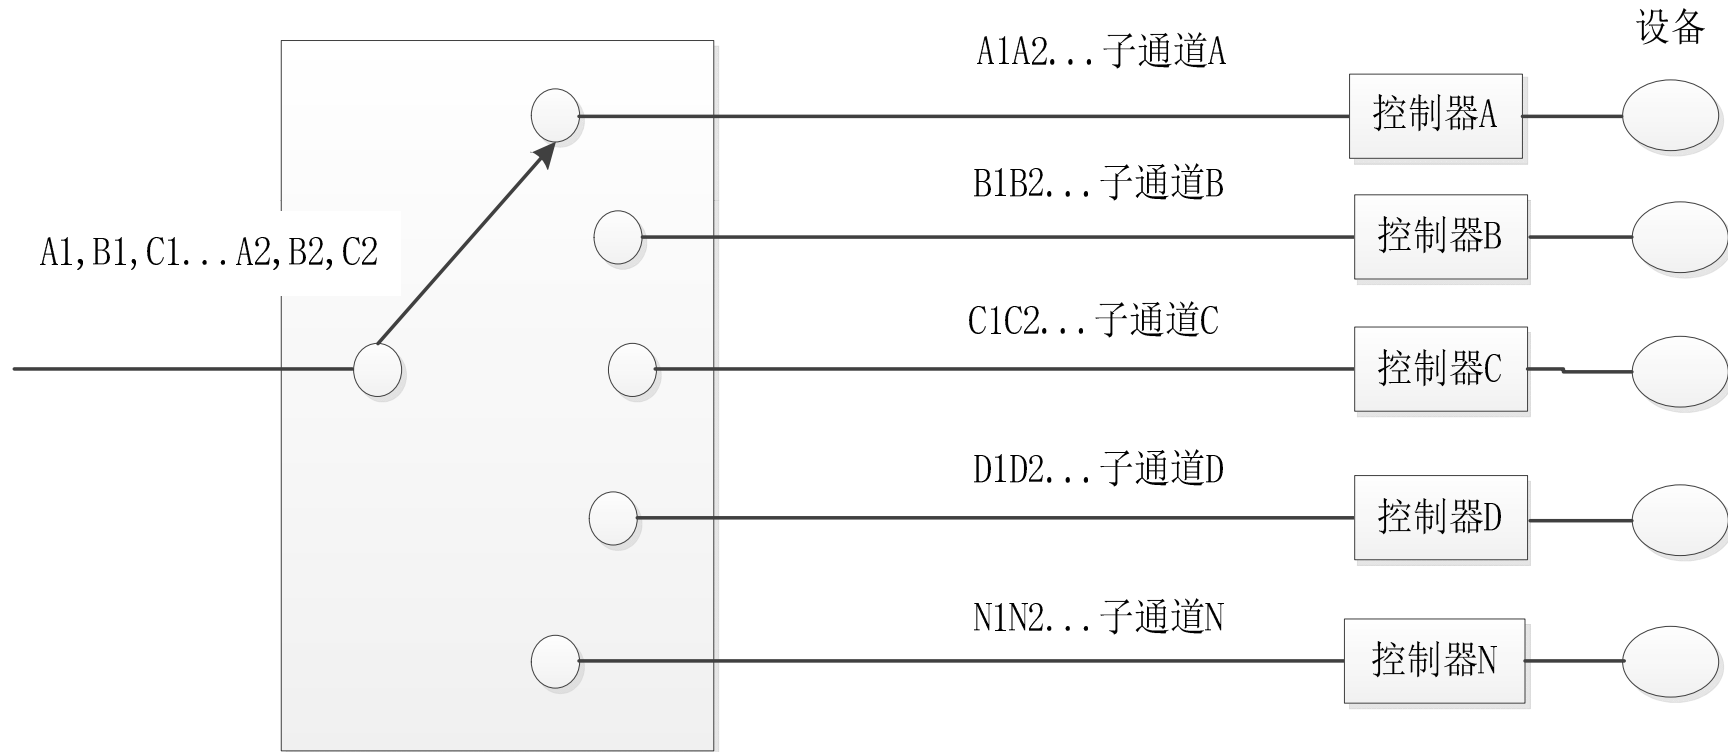 设备
A1A2...子通道A
控制器A
B1B2...子通道B
控制器B
A1,B1,C1...A2,B2,C2
C1C2...子通道C
控制器C
D1D2...子通道D
控制器D
N1N2...子通道N
控制器N